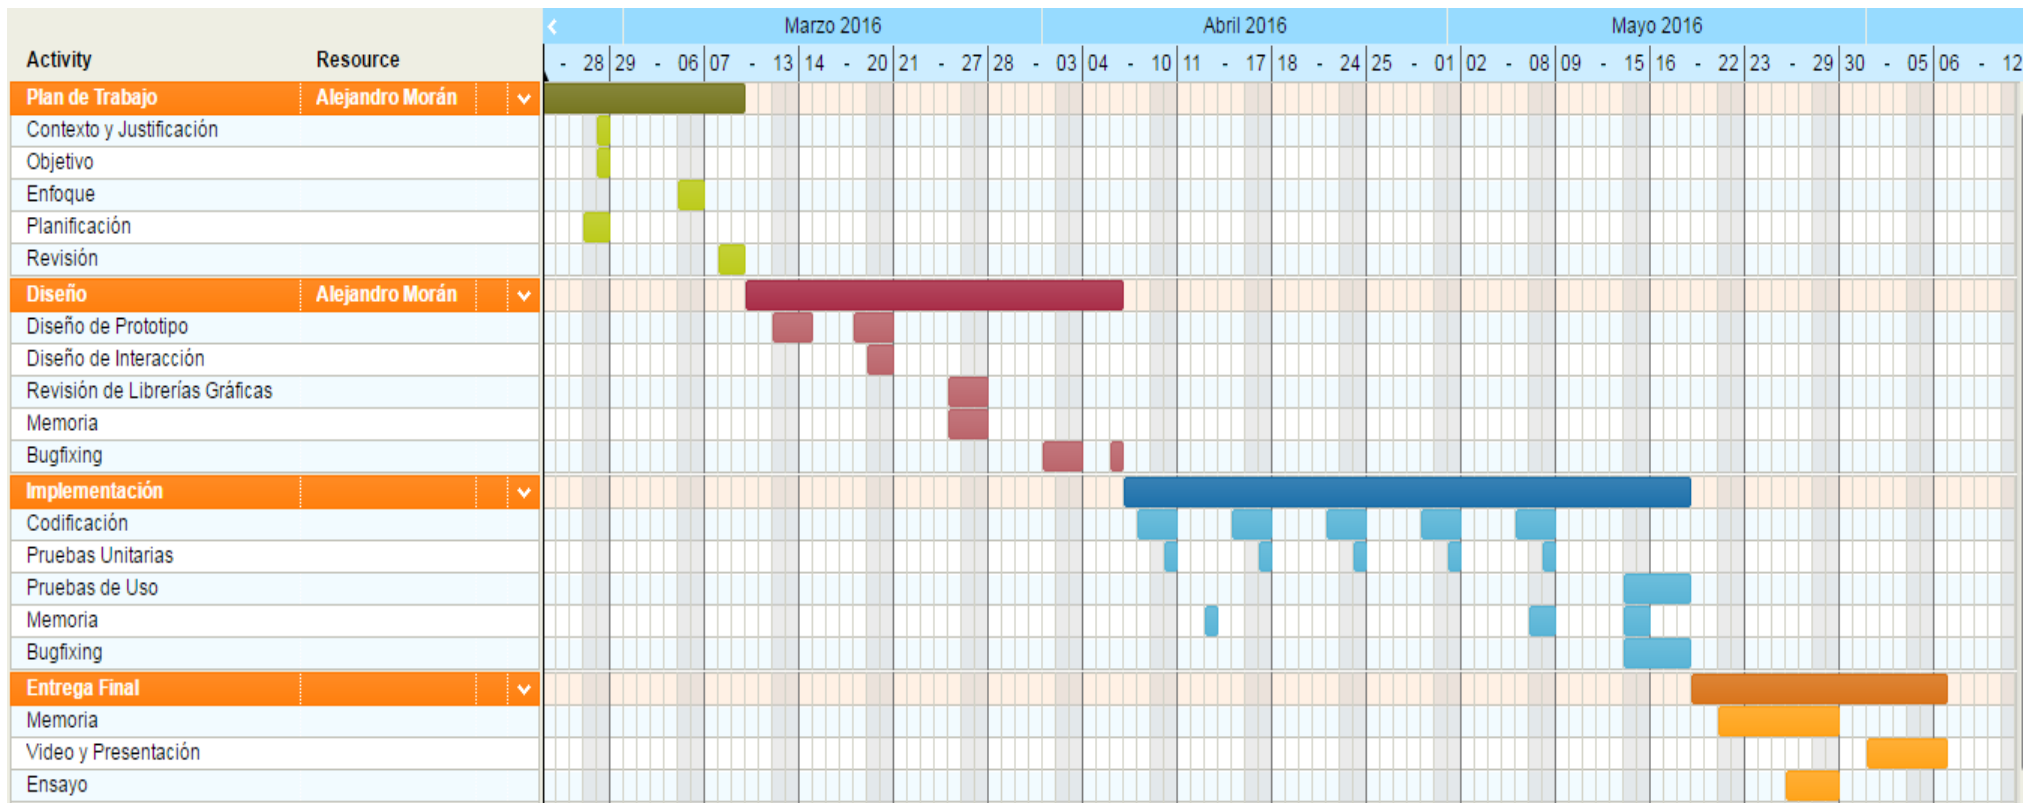 Marzo 2016 Abril 2016 Mayo 2016
Activity Resource 07 - 28 29 - 06 07 - 13 14 - 20 21 - 27 28 - 03 04 - 10 11 - 17 18 - 24 25 - 01 02 - 08 09 - 15 16 - 22 23 - 29 30 - 05 06 - 12
Plan de Trabajo Alejandro Morán
Contexto y Justificación
Objetivo
Enfoque
Planificación
Revisión
Diseño Alejandro Morán
Diseño de Prototipo
Diseño de Interacción
Revisión de Librerías Gráficas
Memoria
Bugfixing
Implementación
Codificación
Pruebas Unitarias
Pruebas de Uso
Memoria
Bugfixing
Entrega Final
Memoria
Video y Presentación
Ensayo